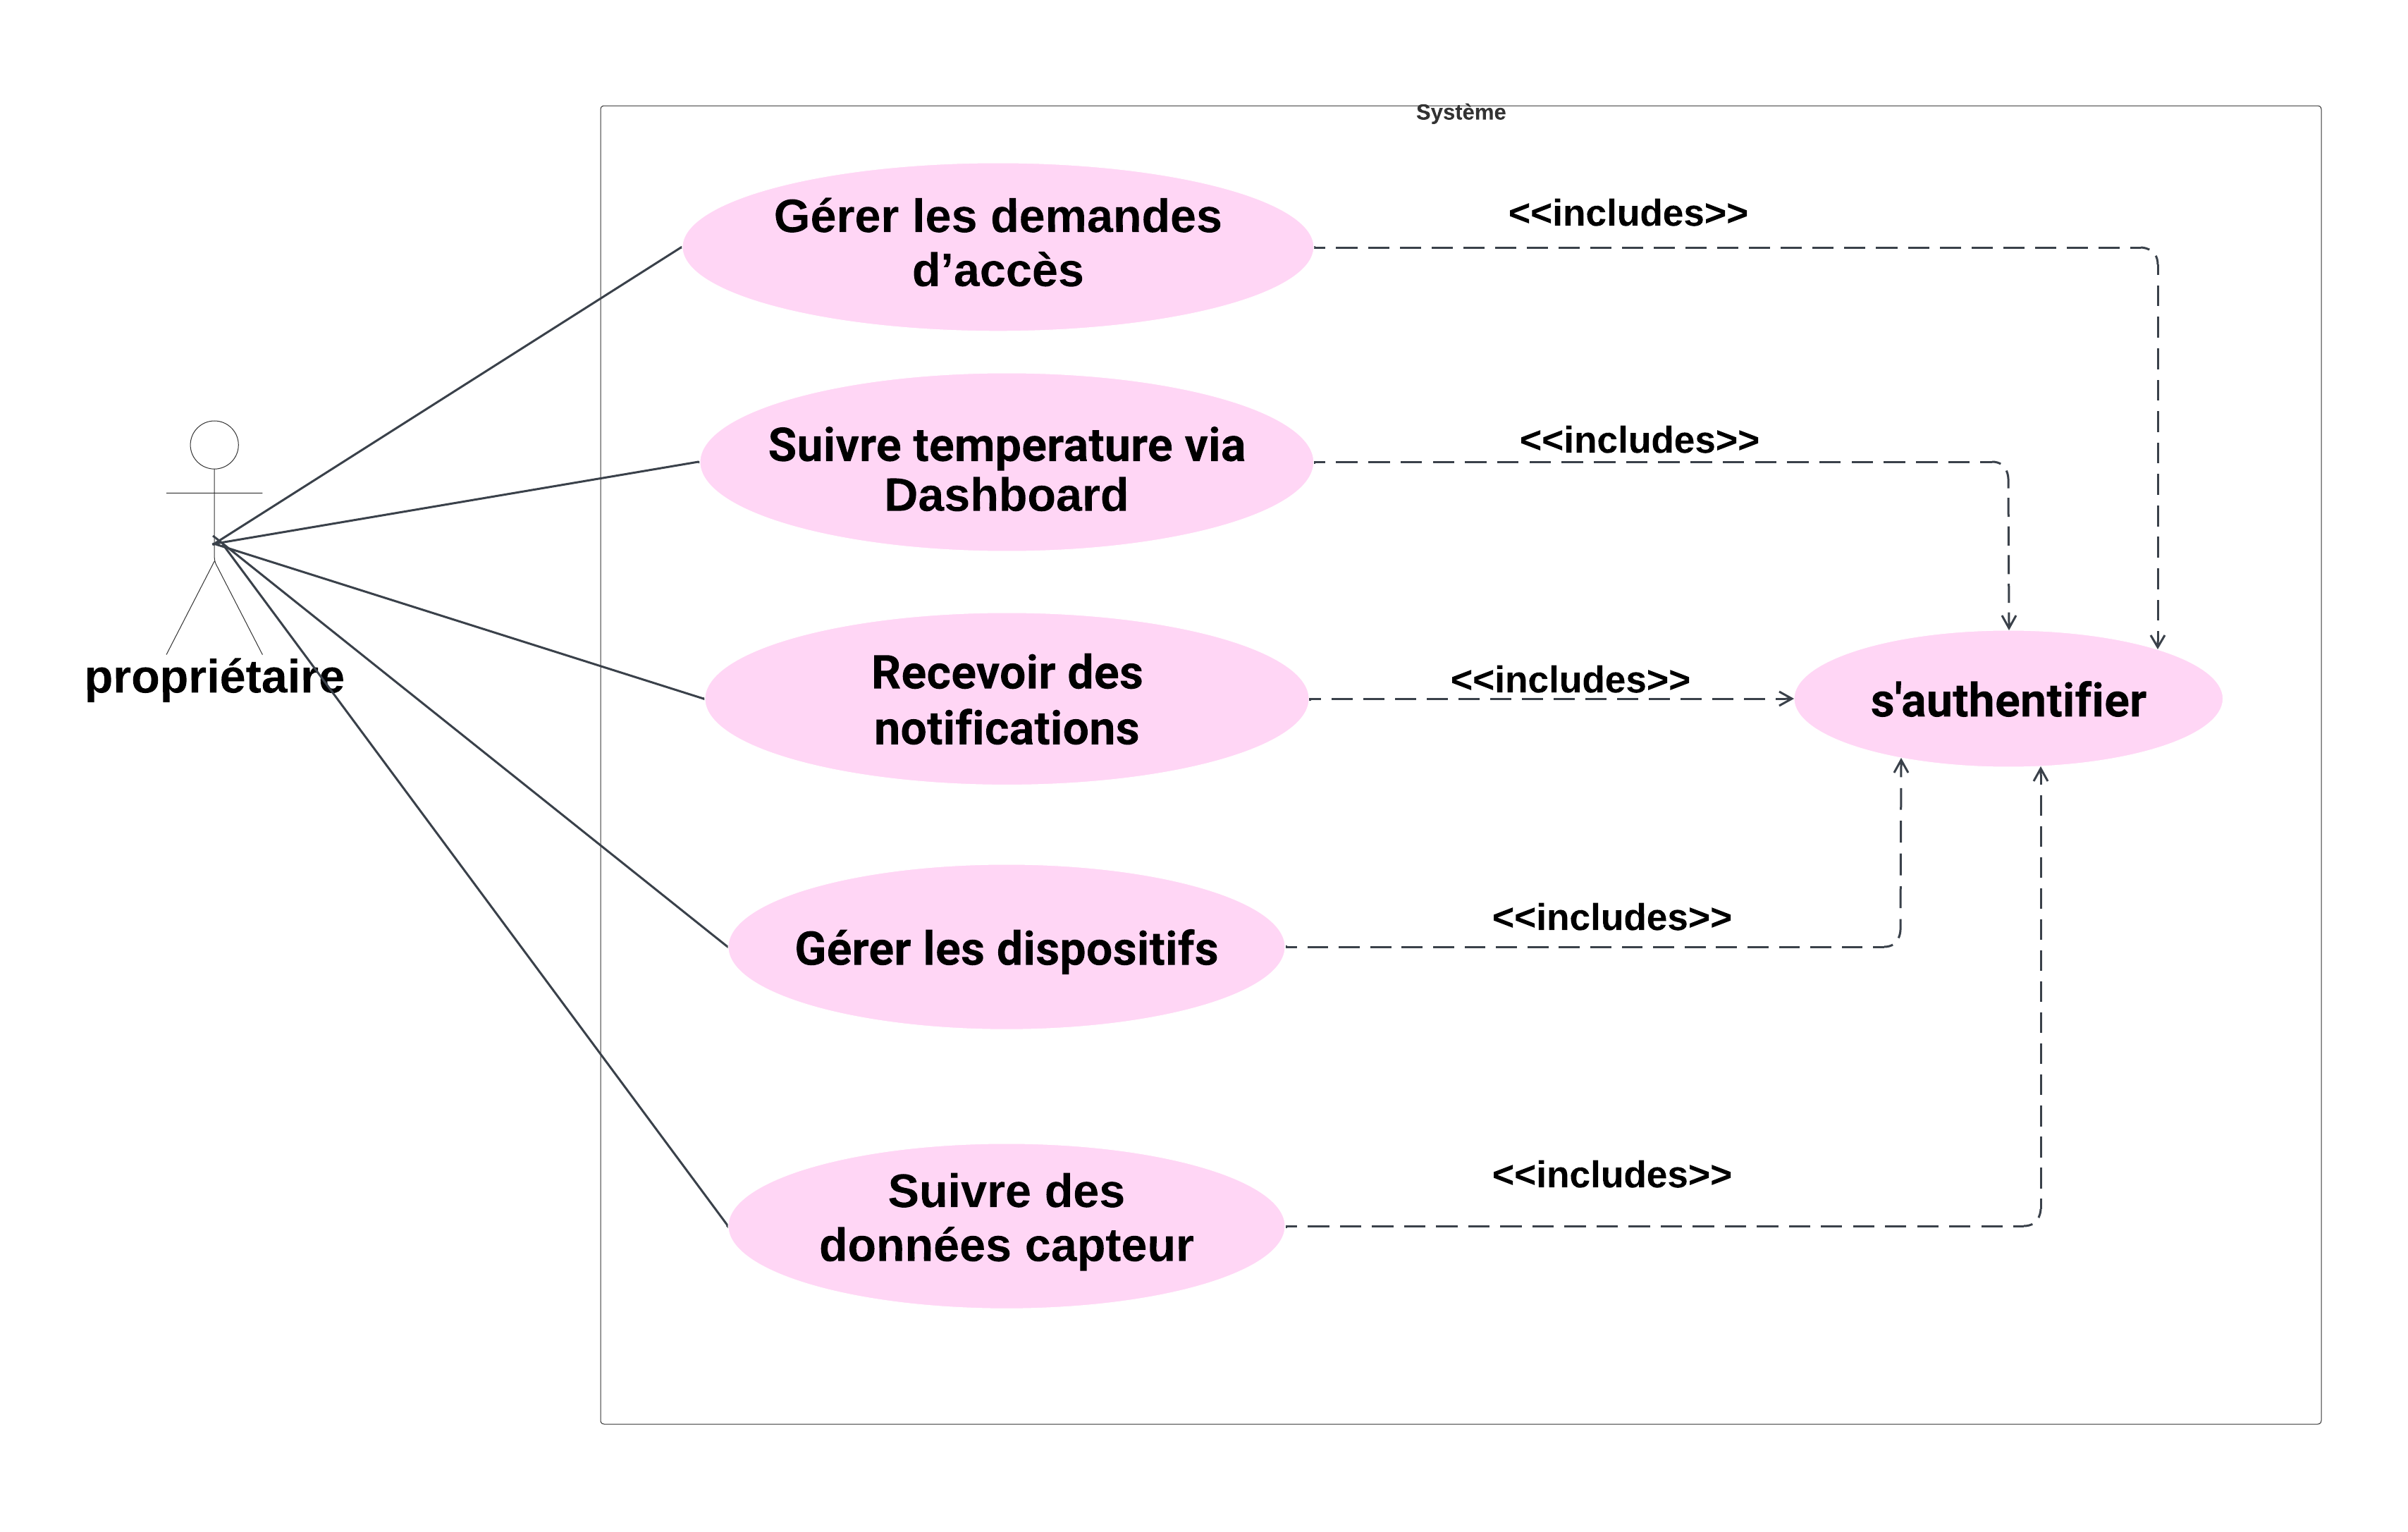 Système
Gérer les demandes
d’accès
<<includes>>
Suivre temperature via
Dashboard
<<includes>>
propriétaire
Recevoir des
notifications
<<includes>>
s'authentifier
Gérer les dispositifs
<<includes>>
Suivre des
données capteur
<<includes>>